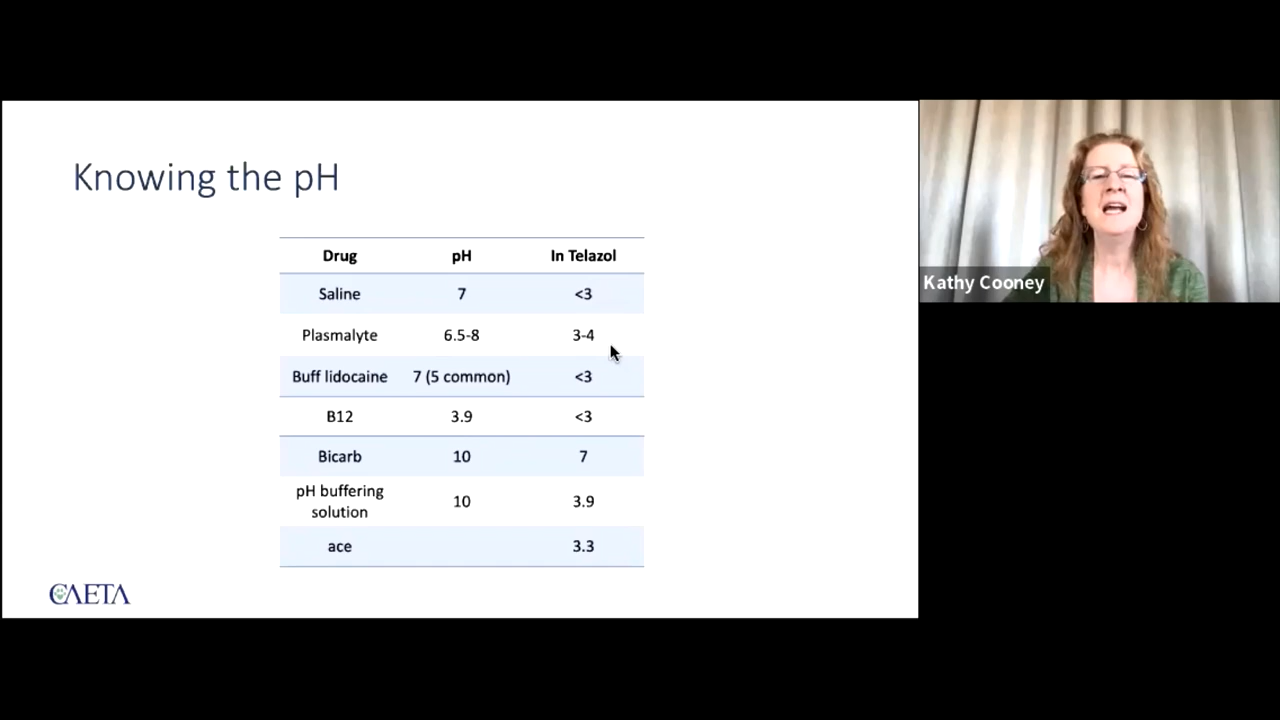 Knowing the pH
Drug pH In Telazol
Saline 7 <3
Plasmalyte 6.5-8 3-4
Buff lidocaine 7 (5 common) <3
B12 3.9 <3
Bicarb 10 7
pH buffering solution 10 3.9
ace 3.3
CAETA
Kathy Cooney